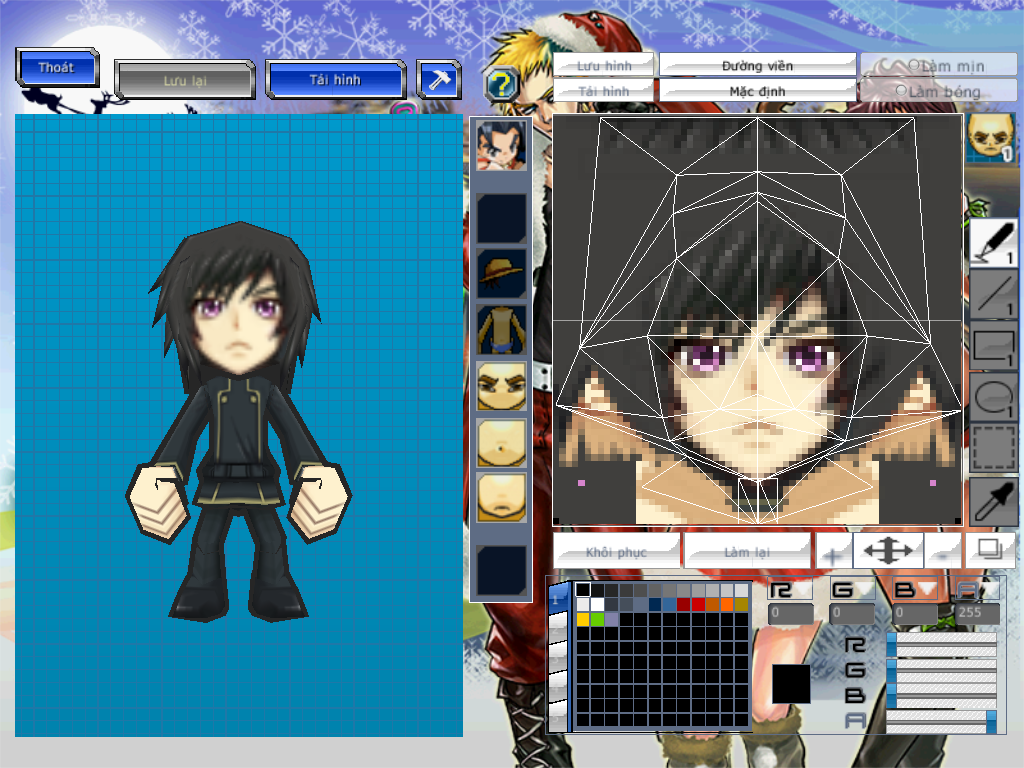 Thoát
Lưu lại
Tải hình
?
Lưu hình
Đường viền
Làm mịn
Tải hình
Mặc định
Làm bóng
1
1
1
1
1
Khôi phục
Làm lại
+
-
1
R
G
B
A
0
0
0
255
R
G
B
A